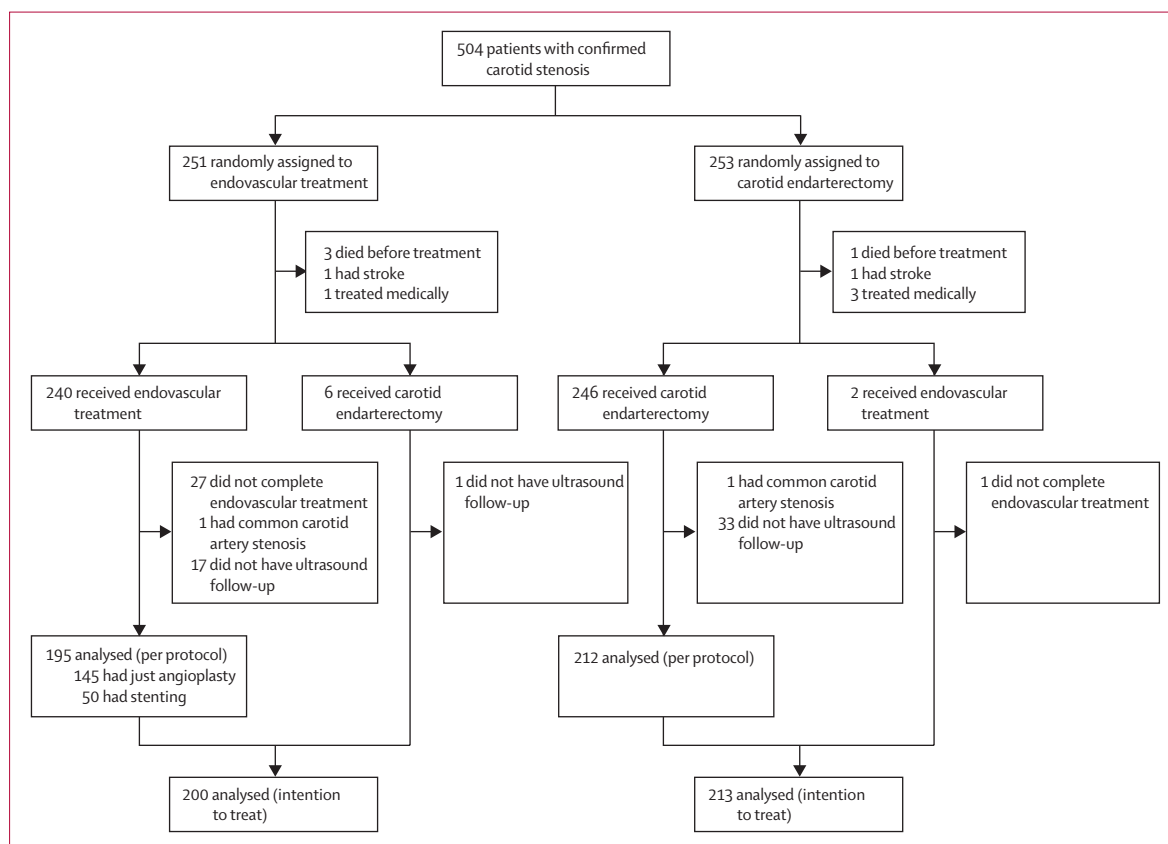 504 patients with confirmed
carotid stenosis
251 randomly assigned to
endovascular treatment
253 randomly assigned to
carotid endarterectomy
3 died before treatment
1 had stroke
1 treated medically
1 died before treatment
1 had stroke
3 treated medically
240 received endovascular
treatment
6 received carotid
endarterectomy
246 received carotid
endarterectomy
2 received endovascular
treatment
27 did not complete
endovascular treatment
1 had common carotid
artery stenosis
17 did not have ultrasound
follow-up
1 did not have ultrasound
follow-up
1 had common carotid
artery stenosis
33 did not have ultrasound
follow-up
1 did not complete
endovascular treatment
195 analysed (per protocol)
145 had just angioplasty
50 had stenting
212 analysed (per protocol)
200 analysed (intention
to treat)
213 analysed (intention
to treat)